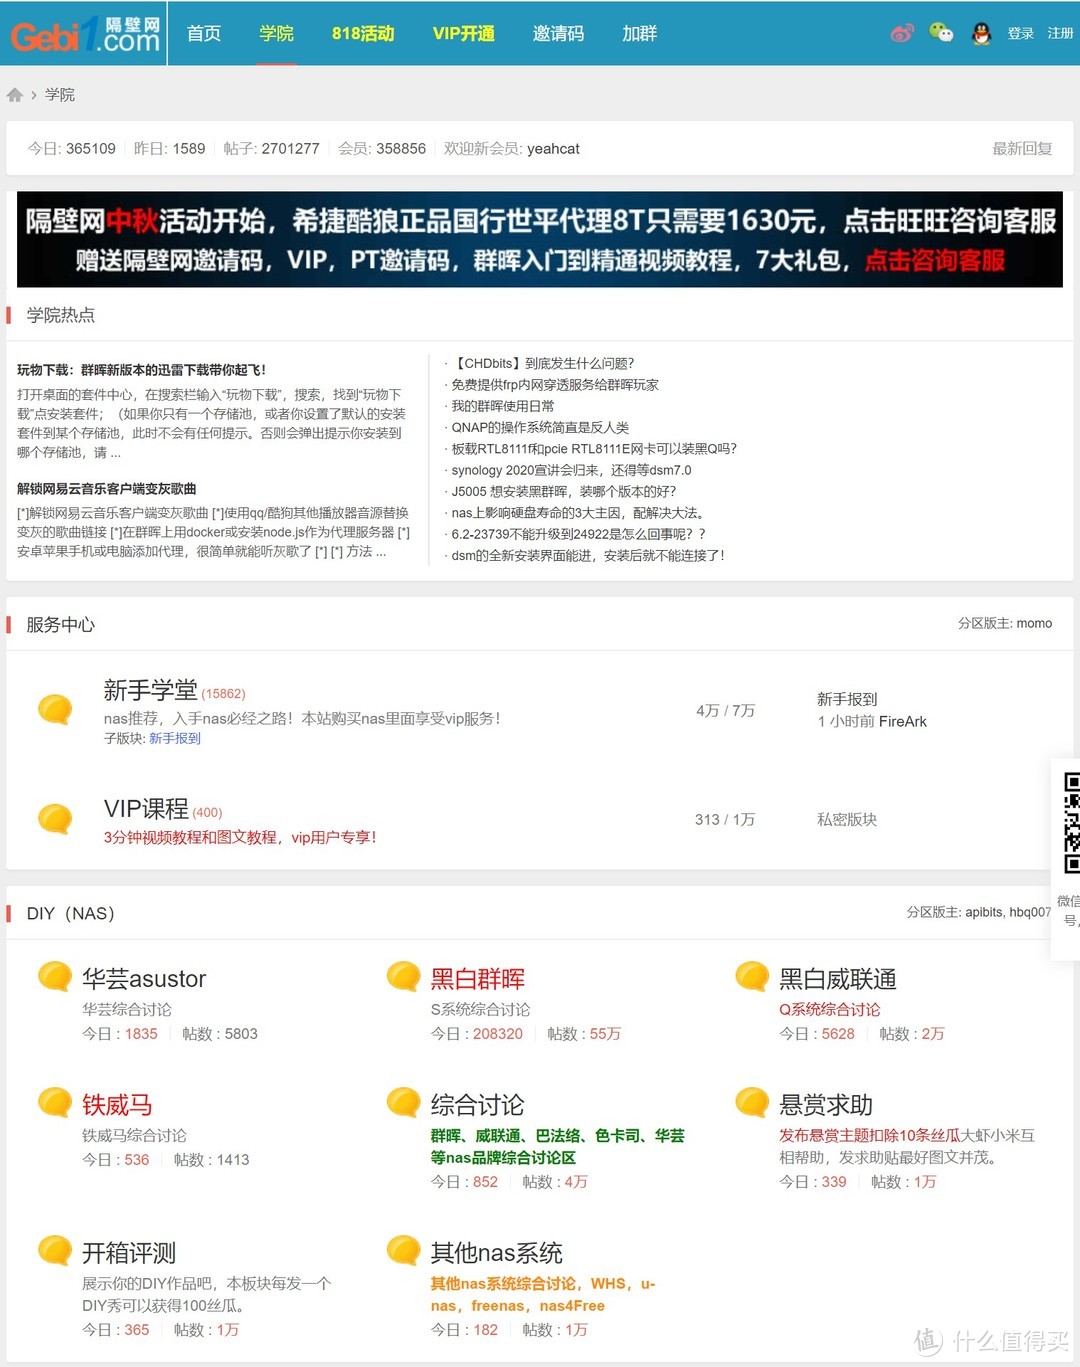 Gebi1.com 隔壁网
首页 学院 818活动 VIP开通 邀请码 加群 登录 注册
› 学院
今日: 365109 昨日: 1589 帖子: 2701277 会员: 358856 欢迎新会员: yeahcat 最新回复
隔壁网中秋活动开始，希捷酷狼正品国行世平代理8T只需要1630元，点击旺旺咨询客服
赠送隔壁网邀请码，VIP，PT邀请码，群晖入门到精通视频教程，7大礼包，点击咨询客服
学院热点
玩物下载：群晖新版本的迅雷下载带你起飞！
打开桌面的套件中心，在搜索栏输入“玩物下载”，搜索，找到“玩物下
载”点安装套件；（如果你只有一个存储池，或者你设置了默认的安装
套件到某个存储池，此时不会有任何提示。否则会弹出提示你安装到
哪个存储池，请 ...
解锁网易云音乐客户端变灰歌曲
[*]解锁网易云音乐客户端变灰歌曲 [*]使用qq/酷狗其他播放器音源替换
变灰的歌曲链接 [*]在群晖上用docker或安装node.js作为代理服务器 [*]
安卓苹果手机或电脑添加代理，很简单就能听灰歌了 [*] [*] 方法 ...
· 【CHDbits】到底发生什么问题?
· 免费提供frp内网穿透服务给群晖玩家
· 我的群晖使用日常
· QNAP的操作系统简直是反人类
· 板载RTL8111f和pcie RTL8111E网卡可以装黑Q吗?
· synology 2020宣讲会归来，还得等dsm7.0
· J5005 想安装黑群晖，装哪个版本的好?
· nas上影响硬盘寿命的3大主因，配解决大法。
· 6.2-23739不能升级到24922是怎么回事呢？？
· dsm的全新安装界面能进，安装后就不能连接了！
服务中心 分区版主: momo
新手学堂 (15862)
nas推荐，入手nas必经之路！本站购买nas里面享受vip服务！
子版块: 新手报到
4万 / 7万
新手报到
1 小时前 FireArk
VIP课程 (400)
3分钟视频教程和图文教程，vip用户专享！
313 / 1万
私密版块
DIY（NAS） 分区版主: apibits, hbq007
微信
号,
华芸asustor
华芸综合讨论
今日 : 1835 帖数 : 5803
黑白群晖
S系统综合讨论
今日 : 208320 帖数 : 55万
黑白威联通
Q系统综合讨论
今日 : 5628 帖数 : 2万
铁威马
铁威马综合讨论
今日 : 536 帖数 : 1413
综合讨论
群晖、威联通、巴法络、色卡司、华芸
等nas品牌综合讨论区
今日 : 852 帖数 : 4万
悬赏求助
发布悬赏主题扣除10条丝瓜大虾小米互
相帮助，发求助贴最好图文并茂。
今日 : 339 帖数 : 1万
开箱评测
展示你的DIY作品吧，本板块每发一个
DIY秀可以获得100丝瓜。
今日 : 365 帖数 : 1万
其他nas系统
其他nas系统综合讨论，WHS，u-
nas，freenas，nas4Free
今日 : 182 帖数 : 1万
值 什么值得买